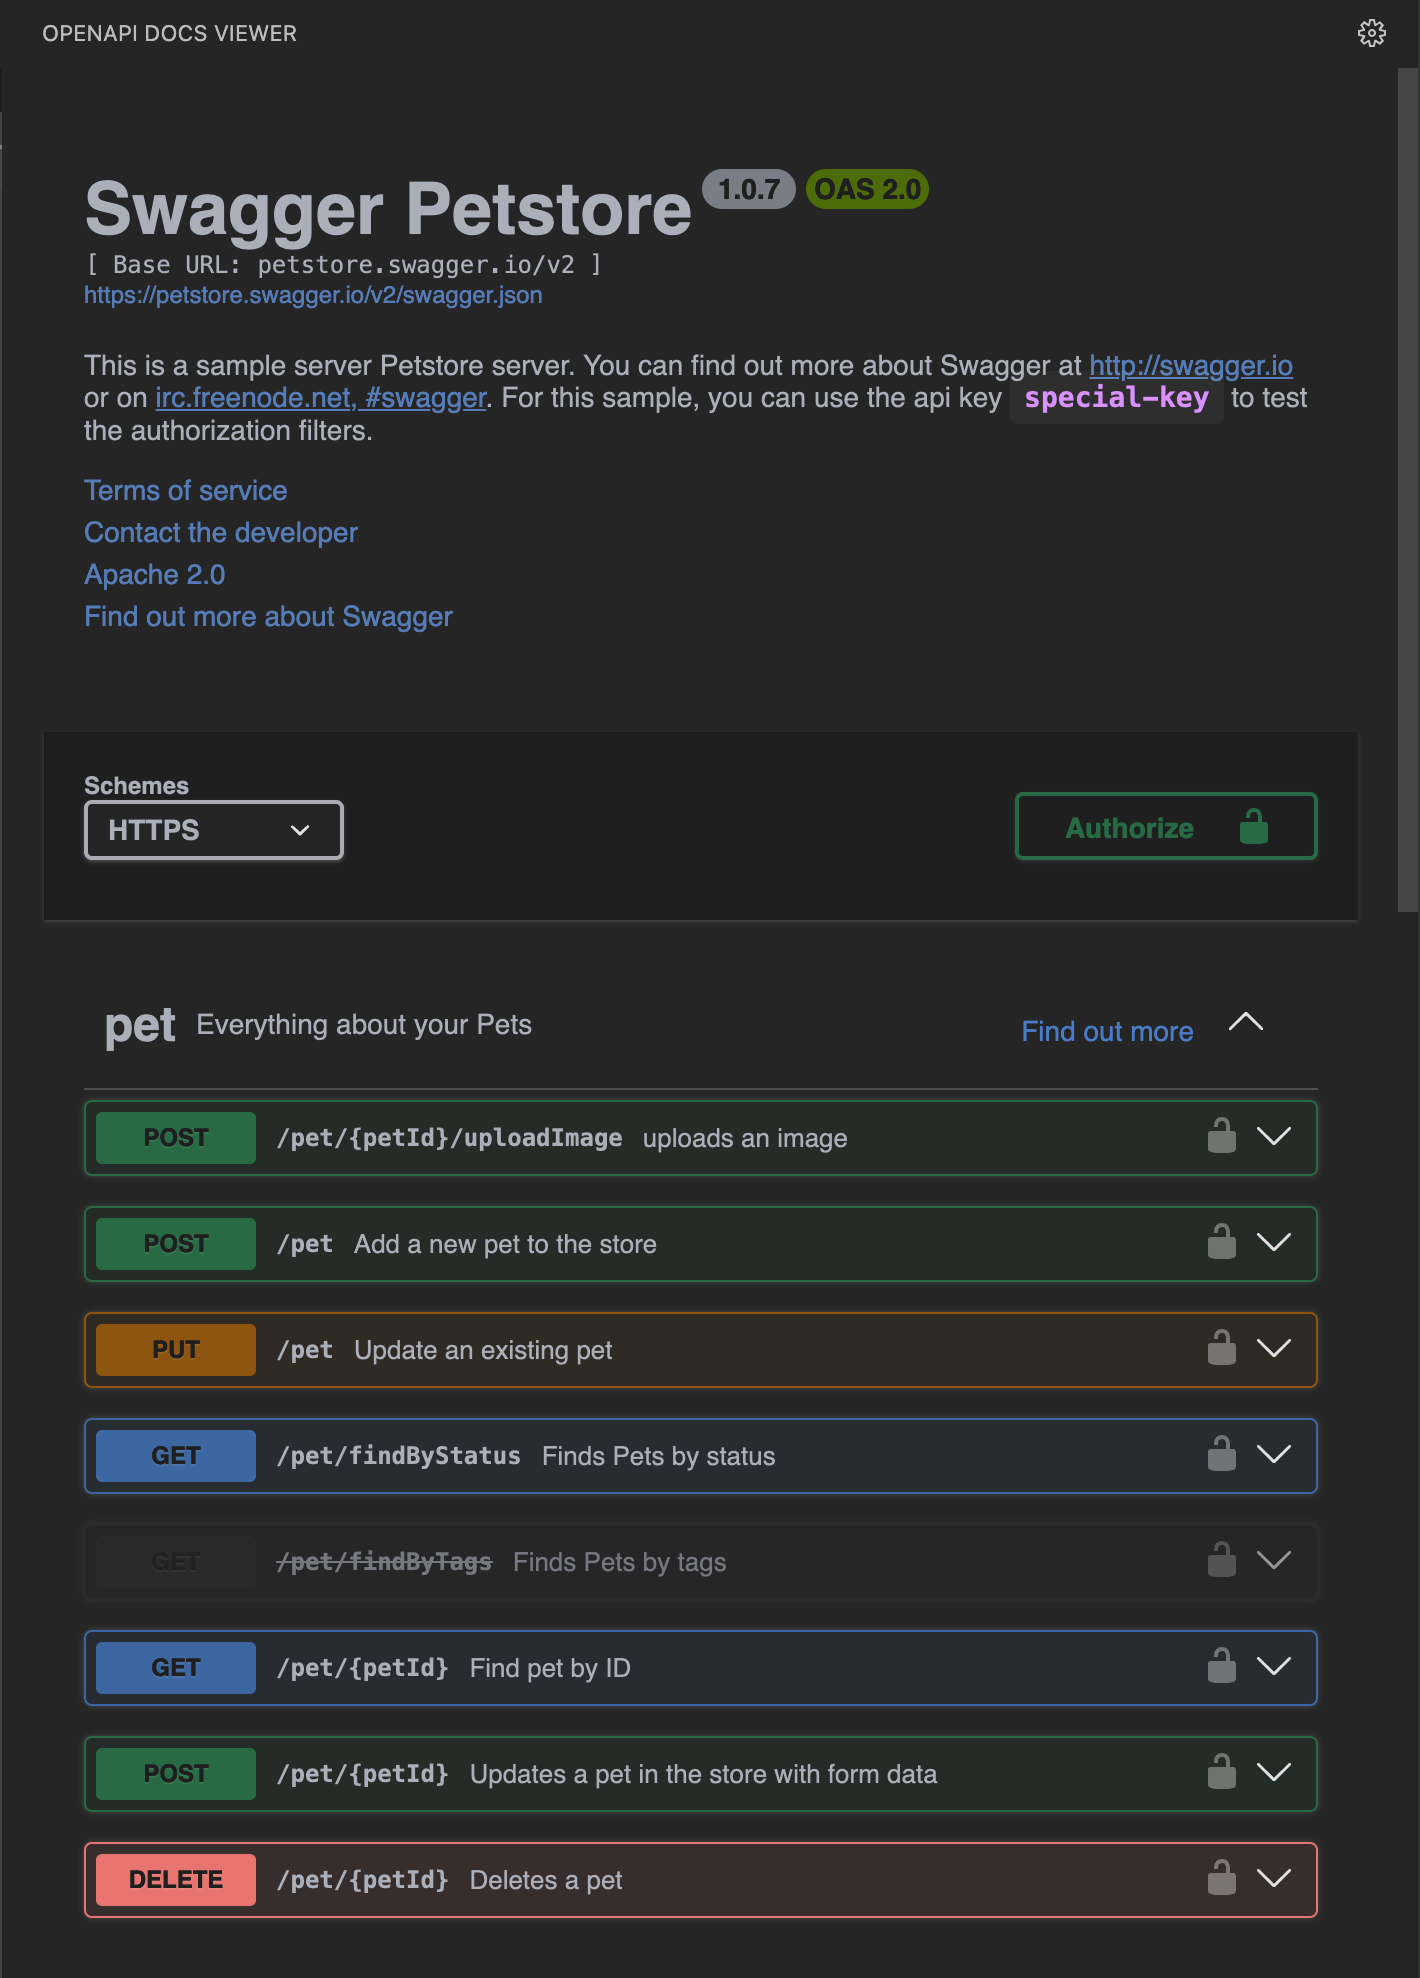 OPENAPI DOCS VIEWER
Swagger Petstore 1.0.7 OAS 2.0
[ Base URL: petstore.swagger.io/v2 ]
https://petstore.swagger.io/v2/swagger.json
This is a sample server Petstore server. You can find out more about Swagger at http://swagger.io
or on irc.freenode.net, #swagger. For this sample, you can use the api key special-key to test
the authorization filters.
Terms of service
Contact the developer
Apache 2.0
Find out more about Swagger
Schemes
HTTPS
Authorize
pet Everything about your Pets Find out more
POST /pet/{petId}/uploadImage uploads an image
POST /pet Add a new pet to the store
PUT /pet Update an existing pet
GET /pet/findByStatus Finds Pets by status
GET /pet/findByTags Finds Pets by tags
GET /pet/{petId} Find pet by ID
POST /pet/{petId} Updates a pet in the store with form data
DELETE /pet/{petId} Deletes a pet